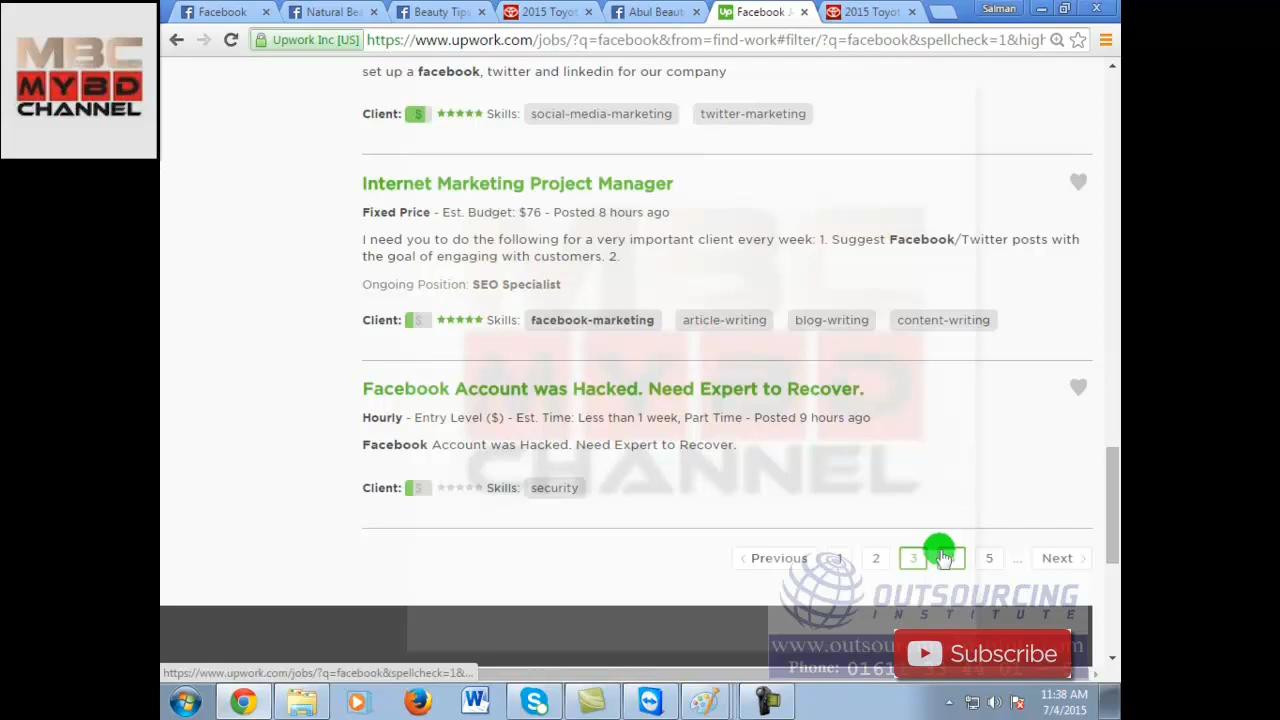 MBC
MYBD
CHANNEL
Facebook
Natural Bea
Beauty Tips
2015 Toyot
Abul Beaut
Facebook J
2015 Toyot
Salman
Upwork Inc [US]
https://www.upwork.com/jobs/?q=facebook&from=find-work#filter/?q=facebook&spellcheck=1&high
set up a facebook, twitter and linkedin for our company
Client: $ Skills: social-media-marketing twitter-marketing
Internet Marketing Project Manager
Fixed Price - Est. Budget: $76 - Posted 8 hours ago
I need you to do the following for a very important client every week: 1. Suggest Facebook/Twitter posts with
the goal of engaging with customers. 2.
Ongoing Position: SEO Specialist
Client: $ Skills: facebook-marketing article-writing blog-writing content-writing
Facebook Account was Hacked. Need Expert to Recover.
Hourly - Entry Level ($) - Est. Time: Less than 1 week, Part Time - Posted 9 hours ago
Facebook Account was Hacked. Need Expert to Recover.
Client: $ Skills: security
MBC
MYBD
CHANNEL
‹ Previous 1 2 3 5 ... Next ›
OUTSOURCING
INSTITUTE
Subscribe
Phone:
https://www.upwork.com/jobs/?q=facebook&spellcheck=1&...
11:38 AM
7/4/2015